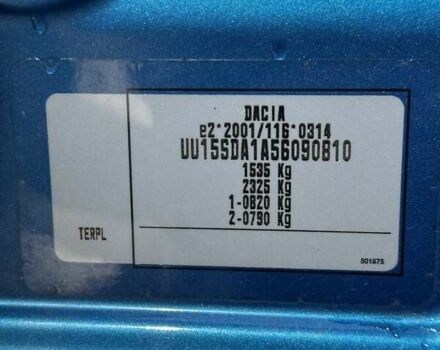 DACIA
e2*2001/116*0314
UU15SDA1A56090810
1535 Kg
2325 Kg
1-0820 Kg
2-0790 Kg
TERPL
501875